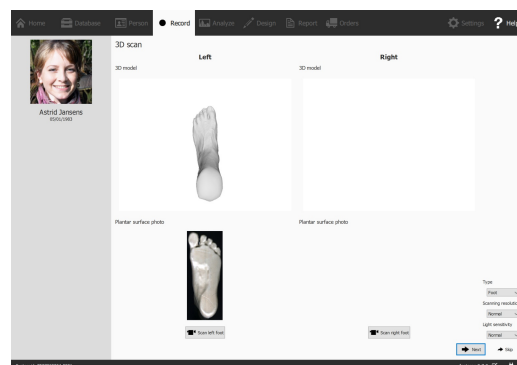 Home Database Person Record Analyze Design Report Orders Settings ? Help
3D scan
Left Right
3D model 3D model
Astrid Jansens
Plantar surface photo Plantar surface photo
Type
Foot
Scanning resolutio
Normal
Light sensitivity
Scan left foot Scan right foot Normal
Next Skip